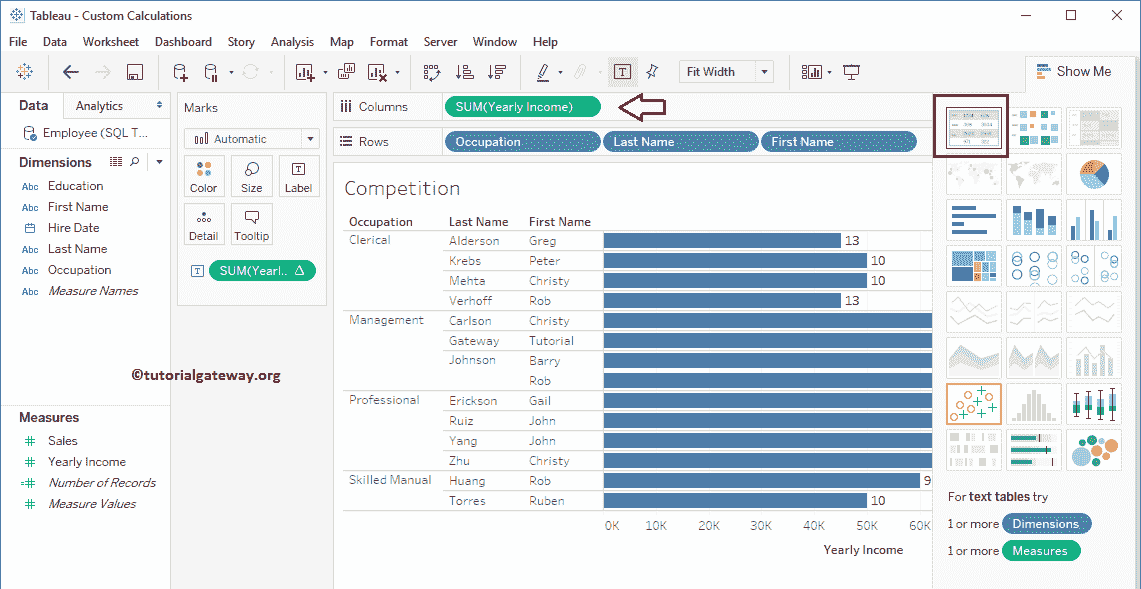 Tableau - Custom Calculations
File Data Worksheet Dashboard Story Analysis Map Format Server Window Help
Fit Width
Show Me
Data Analytics
Employee (SQL T...
Dimensions
Abc Education
Abc First Name
Hire Date
Abc Last Name
Abc Occupation
Abc Measure Names
©tutorialgateway.org
Measures
Sales
Yearly Income
Number of Records
Measure Values
Marks
Automatic
Color Size Label
Detail Tooltip
SUM(Yearl.. Δ
Columns SUM(Yearly Income)
Rows Occupation Last Name First Name
Competition
Occupation Last Name First Name
Clerical Alderson Greg 13
Krebs Peter 10
Mehta Christy 10
Verhoff Rob 13
Management Carlson Christy
Gateway Tutorial
Johnson Barry
Rob
Professional Erickson Gail
Ruiz John
Yang John
Zhu Christy
Skilled Manual Huang Rob 9
Torres Ruben 10
0K 10K 20K 30K 40K 50K 60K
Yearly Income
For text tables try
1 or more Dimensions
1 or more Measures